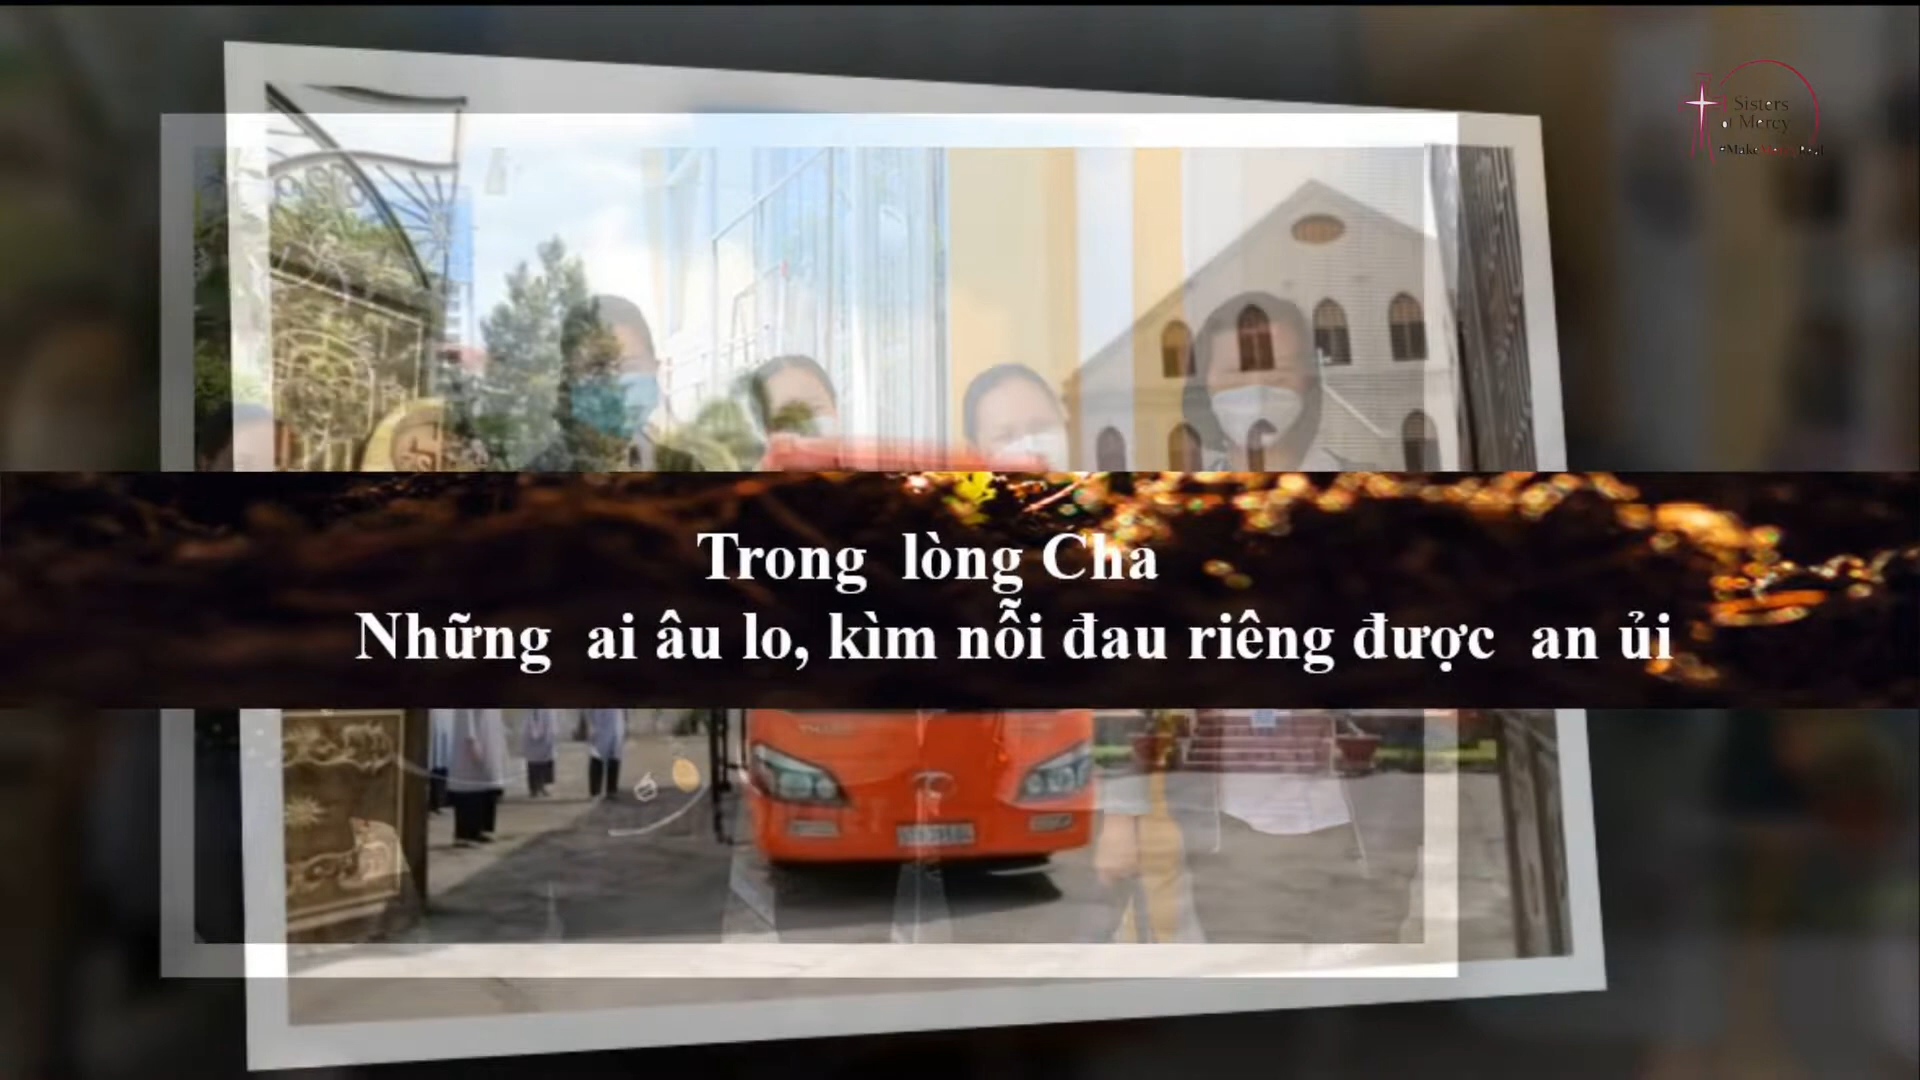 Sisters
of Mercy
Trong lòng Cha
Những ai âu lo, kìm nỗi đau riêng được an ủi